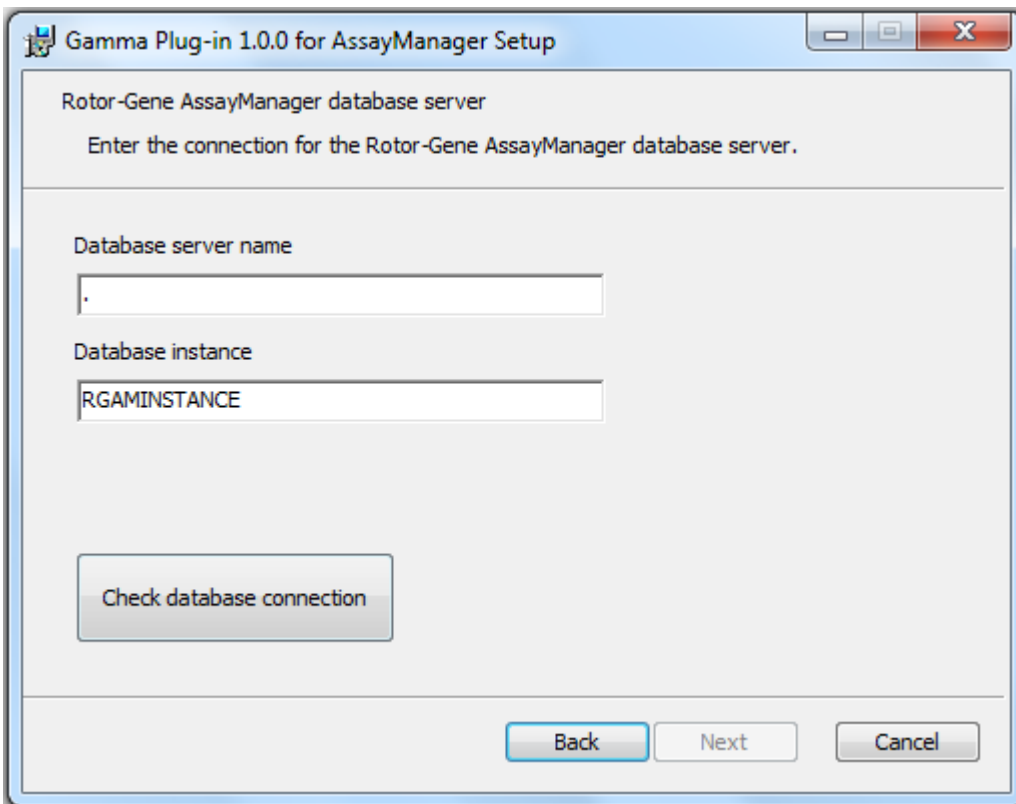 Gamma Plug-in 1.0.0 for AssayManager Setup
Rotor-Gene AssayManager database server
Enter the connection for the Rotor-Gene AssayManager database server.
Database server name
.
Database instance
RGAMINSTANCE
Check database connection
Back Next Cancel